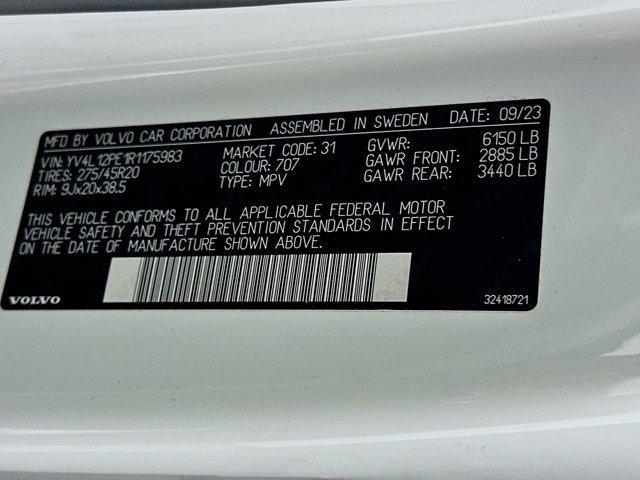 MFD BY VOLVO CAR CORPORATION ASSEMBLED IN SWEDEN DATE: 09/23
VIN: YV4L12PE1R1175983 MARKET CODE: 31 GVWR: 6150 LB
TIRES: 275/45R20 COLOUR: 707 GAWR FRONT: 2885 LB
RIM: 9Jx20x38.5 TYPE: MPV GAWR REAR: 3440 LB
THIS VEHICLE CONFORMS TO ALL APPLICABLE FEDERAL MOTOR
VEHICLE SAFETY AND THEFT PREVENTION STANDARDS IN EFFECT
ON THE DATE OF MANUFACTURE SHOWN ABOVE.
VOLVO 32418721